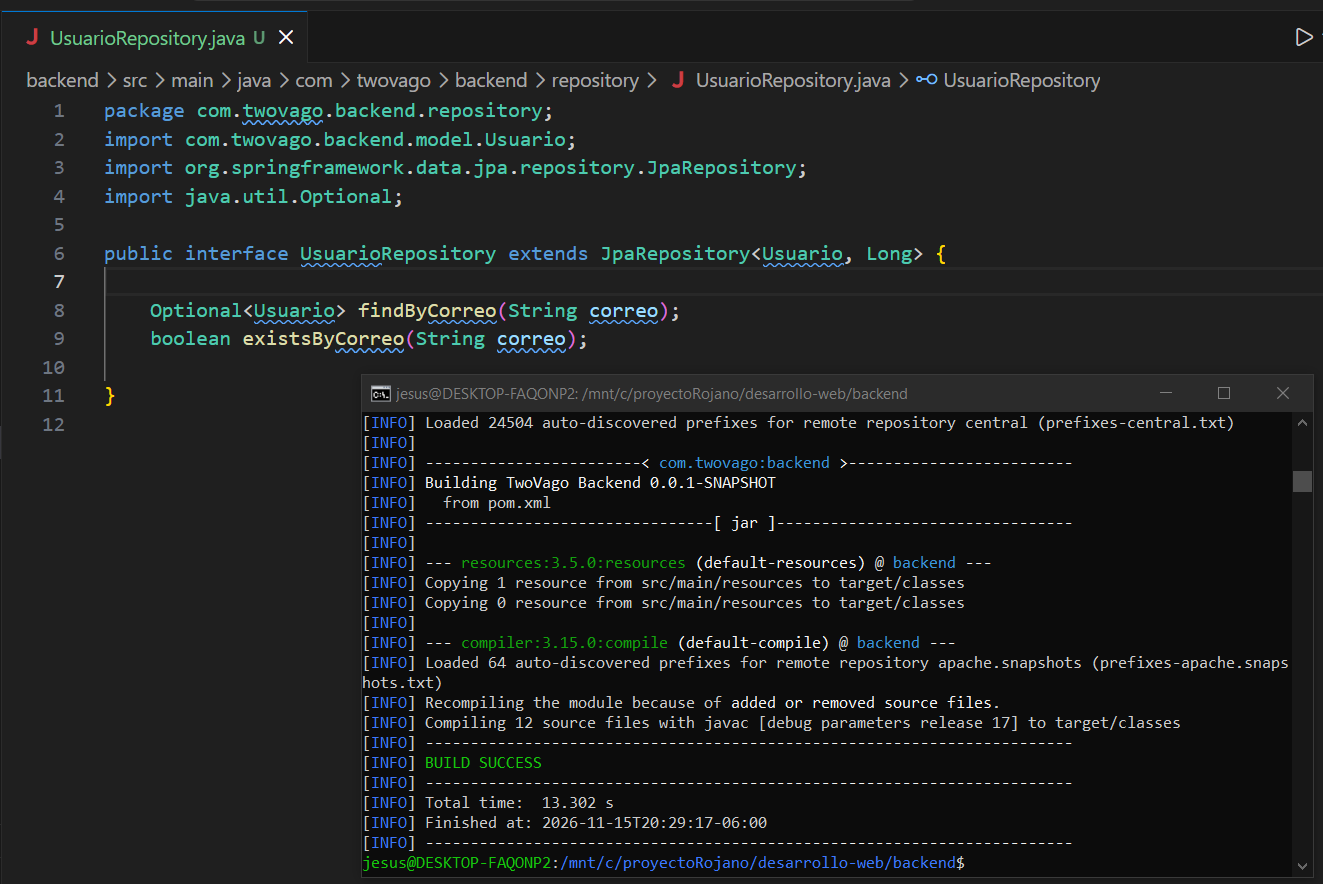 UsuarioRepository.java U
backend > src > main > java > com > twovago > backend > repository > UsuarioRepository.java > UsuarioRepository
1 package com.twovago.backend.repository;
2 import com.twovago.backend.model.Usuario;
3 import org.springframework.data.jpa.repository.JpaRepository;
4 import java.util.Optional;
5
6 public interface UsuarioRepository extends JpaRepository<Usuario, Long> {
7
8 Optional<Usuario> findByCorreo(String correo);
9 boolean existsByCorreo(String correo);
10
11 }
12
jesus@DESKTOP-FAQONP2: /mnt/c/proyectoRojano/desarrollo-web/backend
[INFO] Loaded 24504 auto-discovered prefixes for remote repository central (prefixes-central.txt)
[INFO]
[INFO] ------------------------< com.twovago:backend >-------------------------
[INFO] Building TwoVago Backend 0.0.1-SNAPSHOT
[INFO]   from pom.xml
[INFO] --------------------------------[ jar ]---------------------------------
[INFO]
[INFO] --- resources:3.5.0:resources (default-resources) @ backend ---
[INFO] Copying 1 resource from src/main/resources to target/classes
[INFO] Copying 0 resource from src/main/resources to target/classes
[INFO]
[INFO] --- compiler:3.15.0:compile (default-compile) @ backend ---
[INFO] Loaded 64 auto-discovered prefixes for remote repository apache.snapshots (prefixes-apache.snaps
hots.txt)
[INFO] Recompiling the module because of added or removed source files.
[INFO] Compiling 12 source files with javac [debug parameters release 17] to target/classes
[INFO] ------------------------------------------------------------------------
[INFO] BUILD SUCCESS
[INFO] ------------------------------------------------------------------------
[INFO] Total time:  13.302 s
[INFO] Finished at: 2026-11-15T20:29:17-06:00
[INFO] ------------------------------------------------------------------------
jesus@DESKTOP-FAQONP2:/mnt/c/proyectoRojano/desarrollo-web/backend$